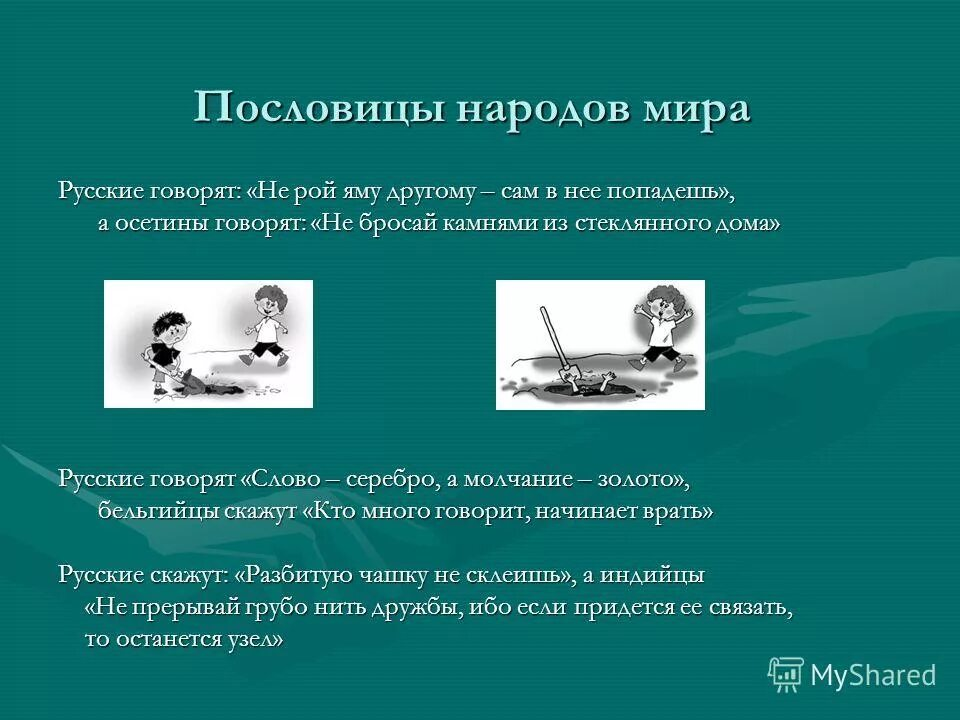 Пословицы народов мира
Русские говорят: «Не рой яму другому – сам в нее попадешь»,
а осетины говорят: «Не бросай камнями из стеклянного дома»
Русские говорят «Слово – серебро, а молчание – золото»,
бельгийцы скажут «Кто много говорит, начинает врать»
Русские скажут: «Разбитую чашку не склеишь», а индийцы
«Не прерывай грубо нить дружбы, ибо если придется ее связать,
то останется узел»
MyShared